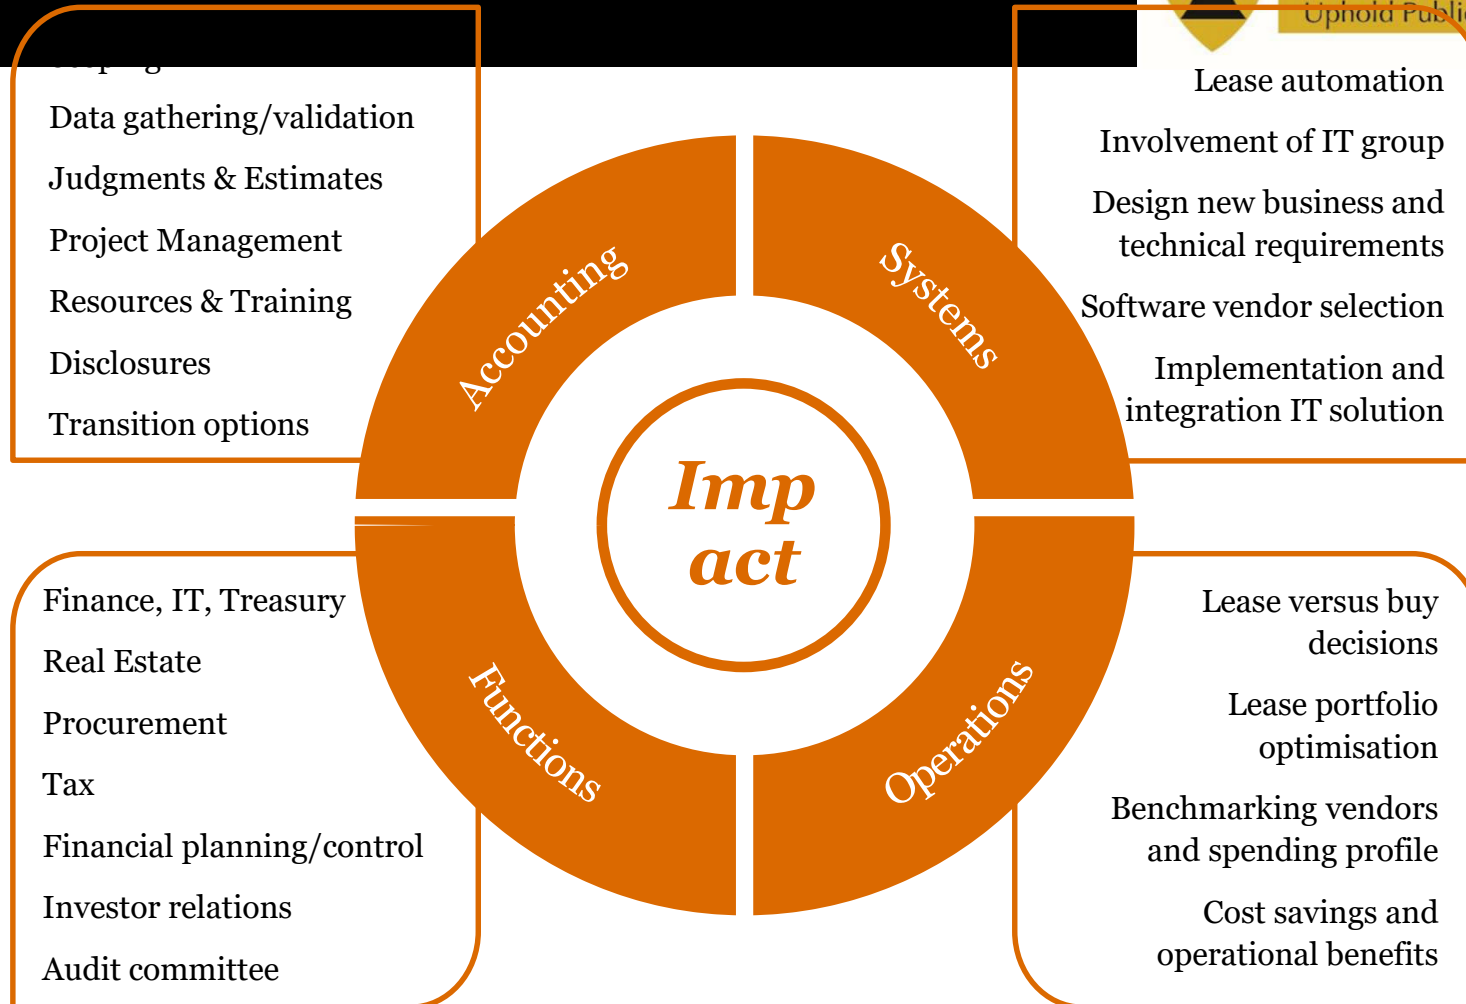 Uphold Public
Data gathering/validation
Judgments & Estimates
Project Management
Resources & Training
Disclosures
Transition options
Lease automation
Involvement of IT group
Design new business and
technical requirements
Software vendor selection
Implementation and
integration IT solution
Accounting
Systems
Imp
act
Functions
Operations
Finance, IT, Treasury
Real Estate
Procurement
Tax
Financial planning/control
Investor relations
Audit committee
Lease versus buy
decisions
Lease portfolio
optimisation
Benchmarking vendors
and spending profile
Cost savings and
operational benefits